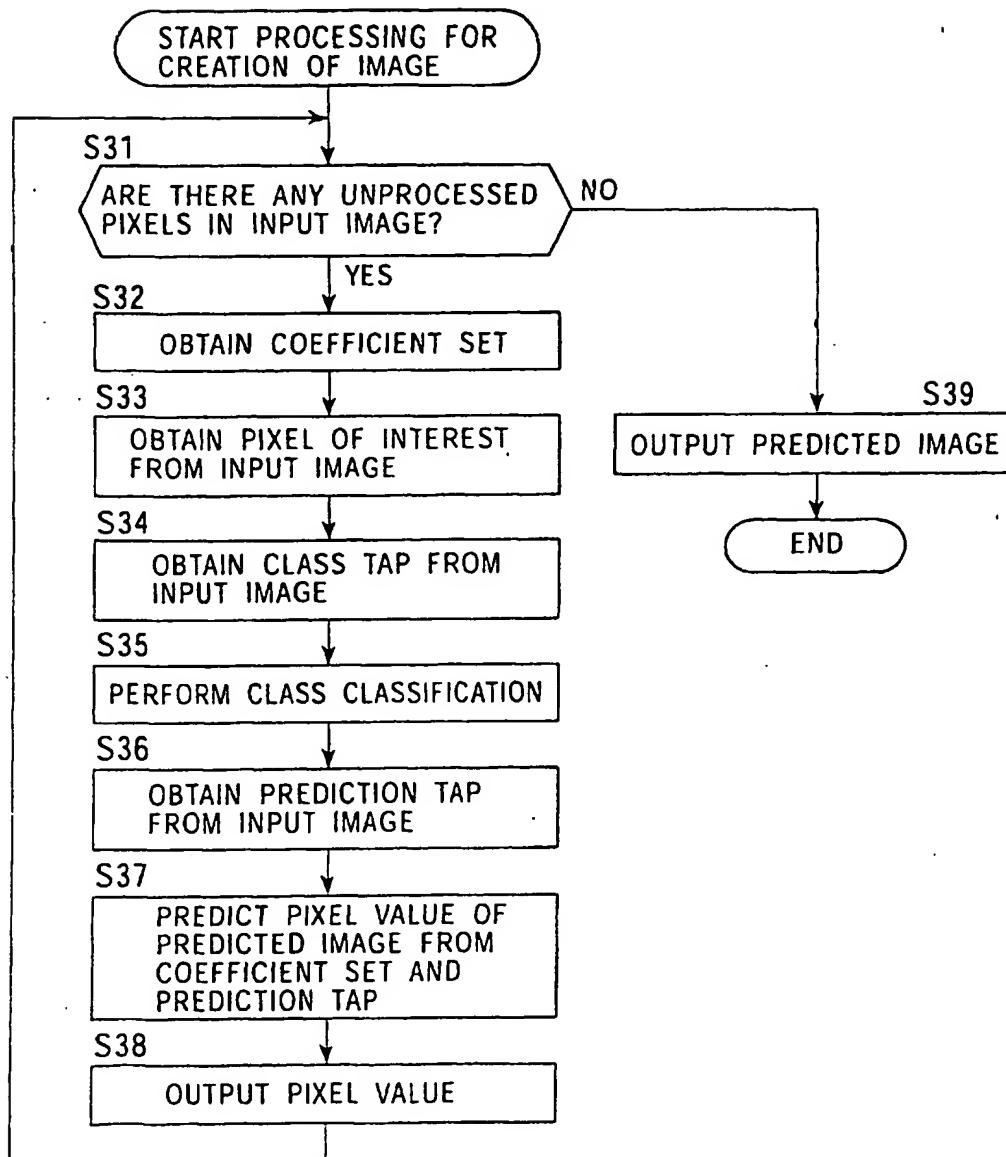 START PROCESSING FOR
CREATION OF IMAGE
S31
ARE THERE ANY UNPROCESSED
PIXELS IN INPUT IMAGE?
NO
YES
S32
OBTAIN COEFFICIENT SET
S33
OBTAIN PIXEL OF INTEREST
FROM INPUT IMAGE
S39
OUTPUT PREDICTED IMAGE
END
S34
OBTAIN CLASS TAP FROM
INPUT IMAGE
S35
PERFORM CLASS CLASSIFICATION
S36
OBTAIN PREDICTION TAP
FROM INPUT IMAGE
S37
PREDICT PIXEL VALUE OF
PREDICTED IMAGE FROM
COEFFICIENT SET AND
PREDICTION TAP
S38
OUTPUT PIXEL VALUE